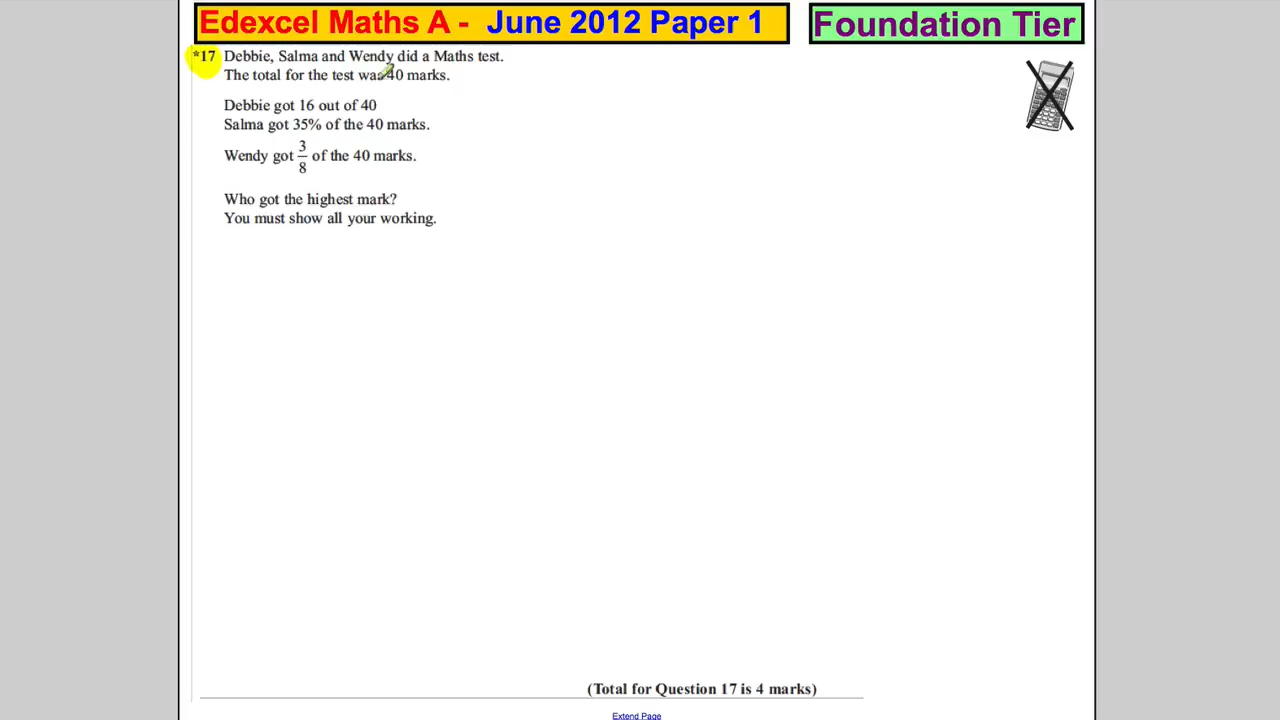 Edexcel Maths A - June 2012 Paper 1
Foundation Tier
*17 Debbie, Salma and Wendy did a Maths test.
The total for the test was 40 marks.
Debbie got 16 out of 40
Salma got 35% of the 40 marks.
Wendy got 3/8 of the 40 marks.
Who got the highest mark?
You must show all your working.
(Total for Question 17 is 4 marks)
Extend Page